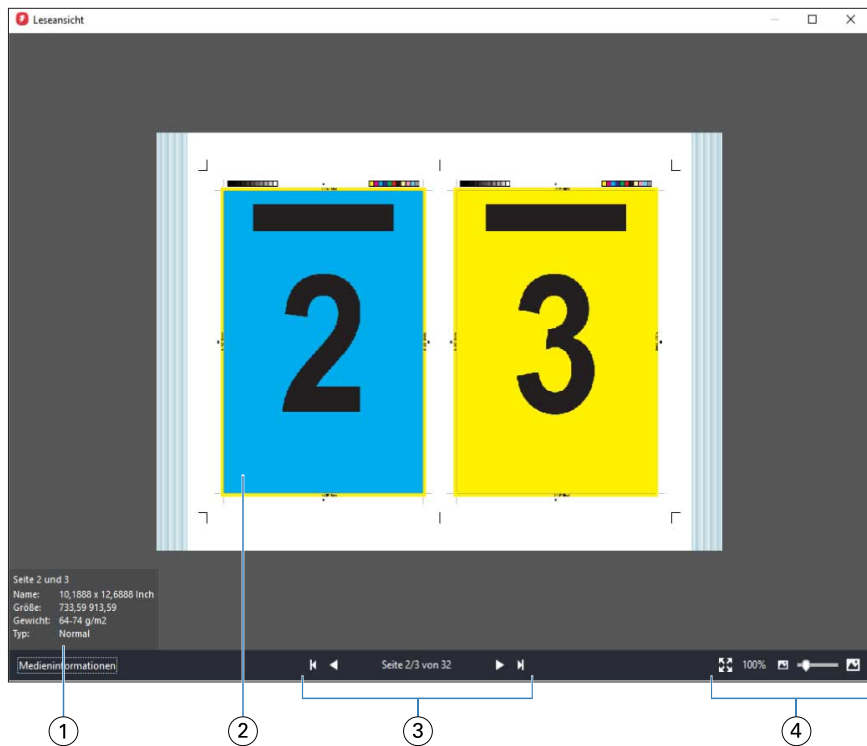 Leseansicht
2 3
Seite 2 und 3
Name: 10,1888 x 12,6888 Inch
Größe: 733,59 913,59
Gewicht: 64-74 g/m2
Typ: Normal
Medieninformationen
Seite 2/3 von 32
100%
1 2 3 4